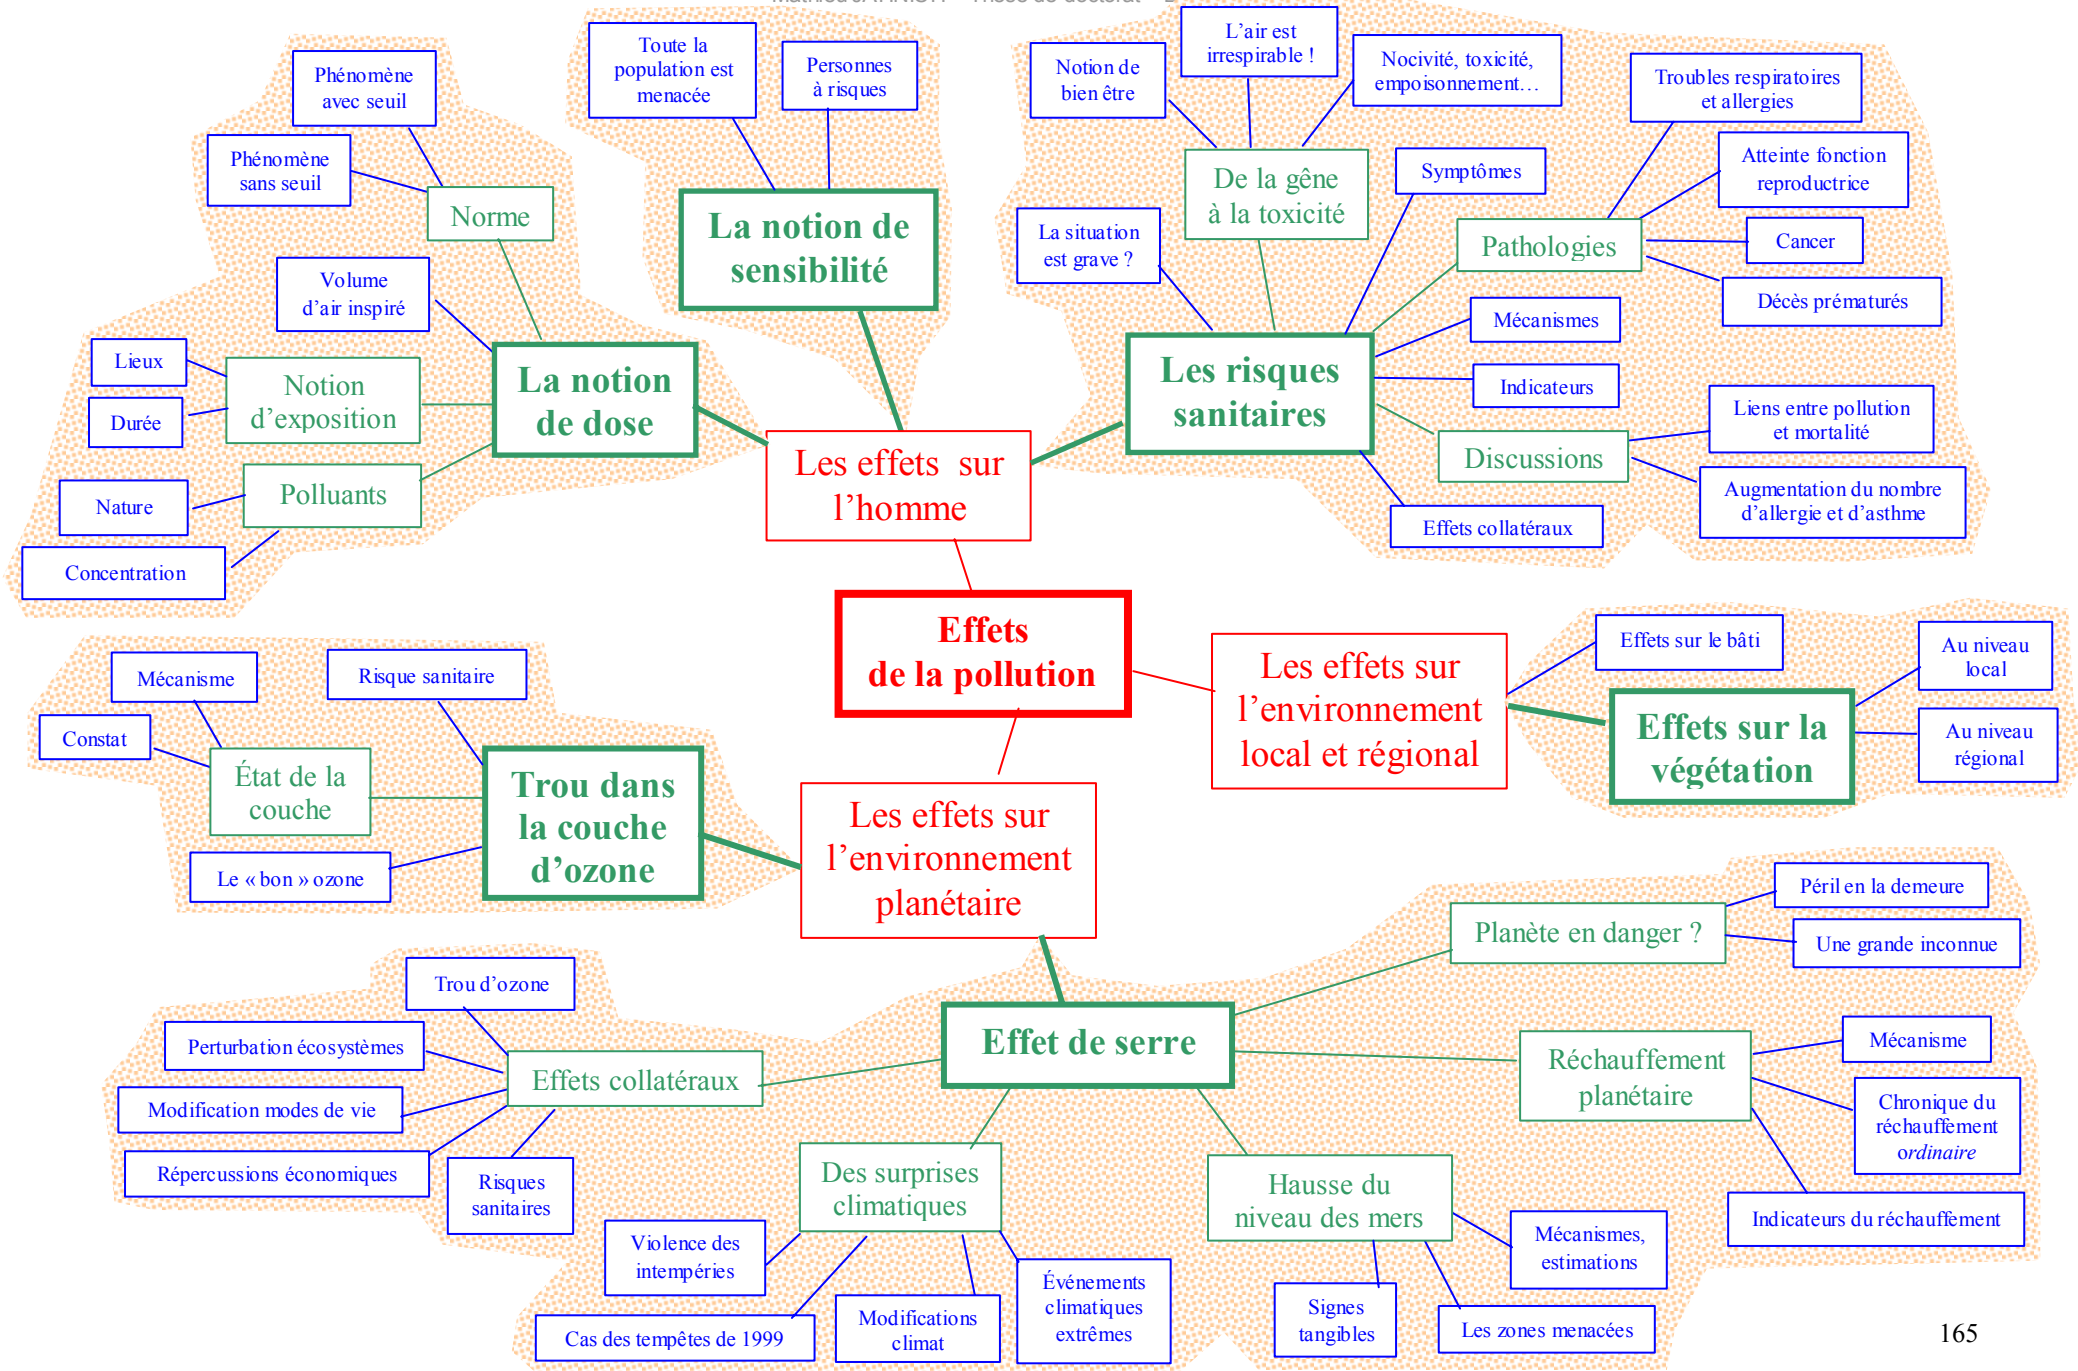 Phénomène
avec seuil
Phénomène
sans seuil
Norme
Volume
d’air inspiré
Lieux
Durée
Notion
d’exposition
La notion
de dose
Nature
Polluants
Concentration
Toute la
population est
menacée
Personnes
à risques
La notion de
sensibilité
Notion de
bien être
L’air est
irrespirable !
Nocivité, toxicité,
empoisonnement…
De la gêne
à la toxicité
La situation
est grave ?
Symptômes
Troubles respiratoires
et allergies
Atteinte fonction
reproductrice
Pathologies
Cancer
Décès prématurés
Mécanismes
Indicateurs
Les risques
sanitaires
Liens entre pollution
et mortalité
Discussions
Augmentation du nombre
d’allergie et d’asthme
Effets collatéraux
Les effets sur
l’homme
Effets
de la pollution
Les effets sur
l’environnement
local et régional
Effets sur le bâti
Effets sur la
végétation
Au niveau
local
Au niveau
régional
Mécanisme
Risque sanitaire
Constat
État de la
couche
Trou dans
la couche
d’ozone
Le « bon » ozone
Les effets sur
l’environnement
planétaire
Effet de serre
Planète en danger ?
Péril en la demeure
Une grande inconnue
Réchauffement
planétaire
Mécanisme
Chronique du
réchauffement
ordinaire
Indicateurs du réchauffement
Trou d’ozone
Perturbation écosystèmes
Effets collatéraux
Modification modes de vie
Répercussions économiques
Risques
sanitaires
Des surprises
climatiques
Violence des
intempéries
Cas des tempêtes de 1999
Modifications
climat
Événements
climatiques
extrêmes
Hausse du
niveau des mers
Mécanismes,
estimations
Signes
tangibles
Les zones menacées
165